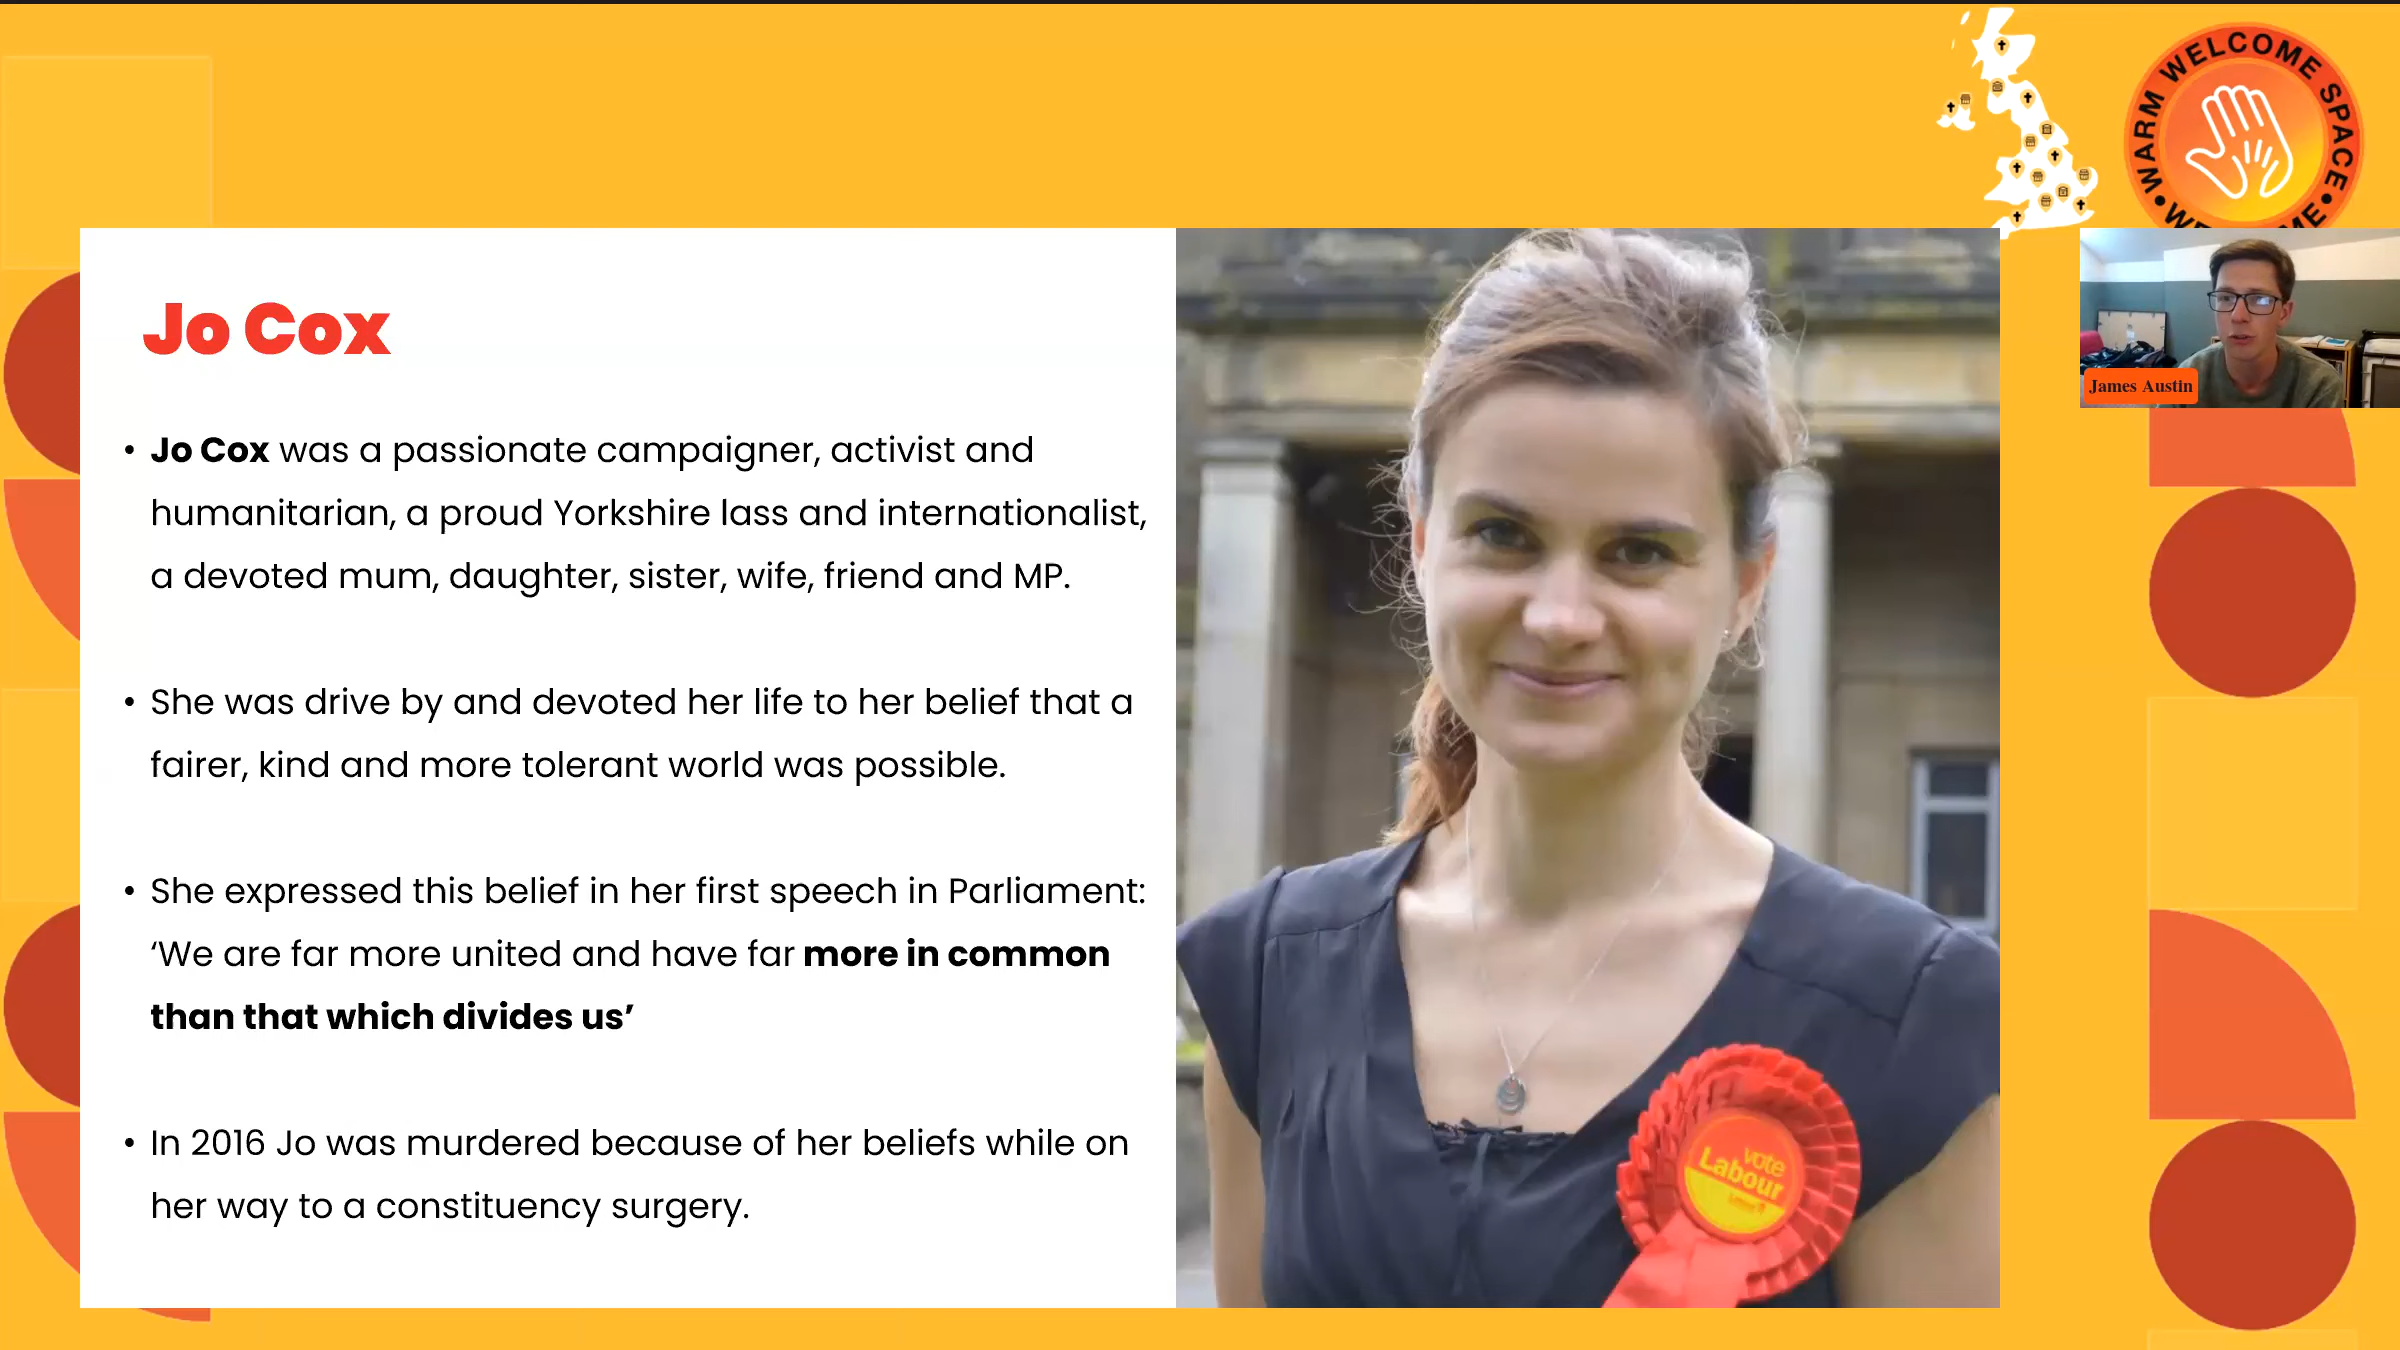 WARM WELCOME SPACE
Jo Cox
• Jo Cox was a passionate campaigner, activist and
humanitarian, a proud Yorkshire lass and internationalist,
a devoted mum, daughter, sister, wife, friend and MP.
• She was drive by and devoted her life to her belief that a
fairer, kind and more tolerant world was possible.
• She expressed this belief in her first speech in Parliament:
‘We are far more united and have far more in common
than that which divides us’
• In 2016 Jo was murdered because of her beliefs while on
her way to a constituency surgery.
vote
Labour
James Austin